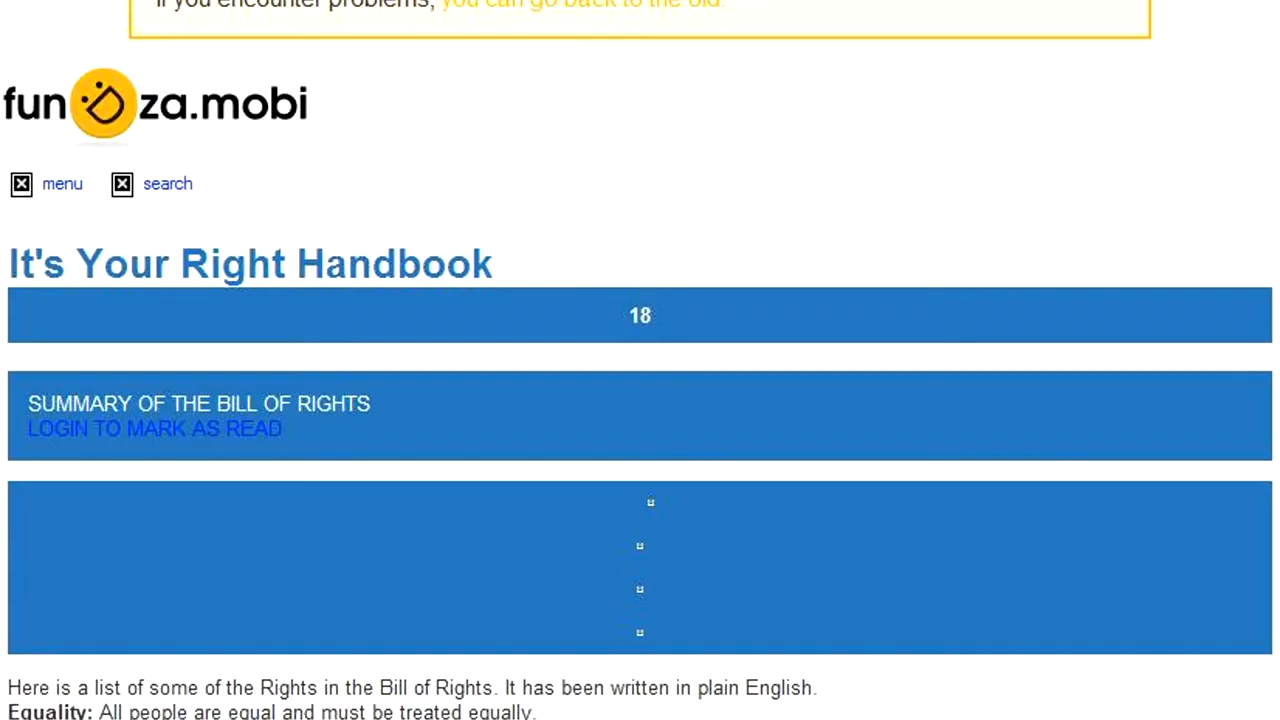 If you encounter problems, you can go back to the old.
fundza.mobi
menu search
It's Your Right Handbook
18
SUMMARY OF THE BILL OF RIGHTS
LOGIN TO MARK AS READ
Here is a list of some of the Rights in the Bill of Rights. It has been written in plain English.
Equality: All people are equal and must be treated equally.